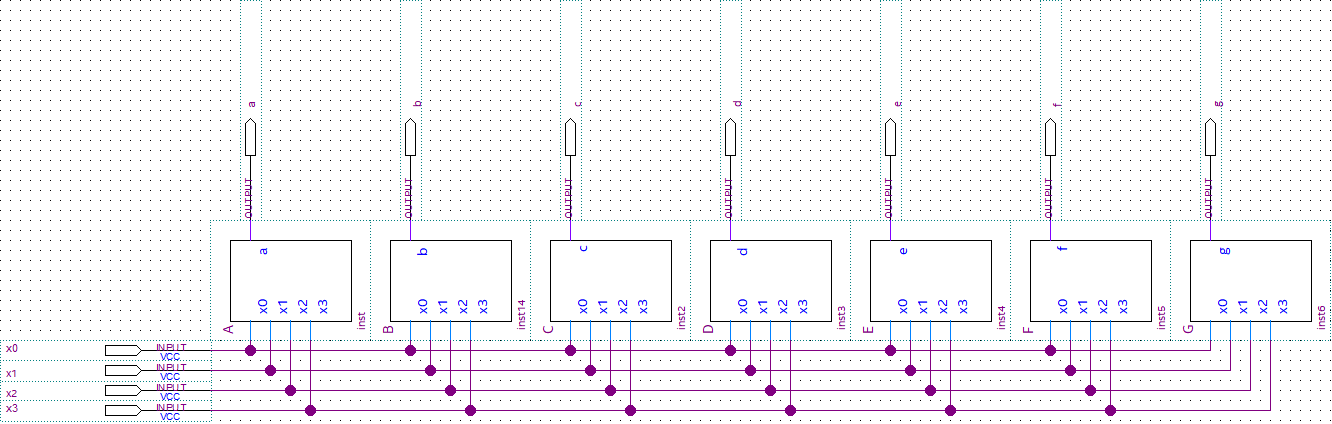 a b c d e f g
OUTPUT OUTPUT OUTPUT OUTPUT OUTPUT OUTPUT OUTPUT
a b c d e f g
x0 x1 x2 x3 x0 x1 x2 x3 x0 x1 x2 x3 x0 x1 x2 x3 x0 x1 x2 x3 x0 x1 x2 x3 x0 x1 x2 x3
A inst B inst14 C inst2 D inst3 E inst4 F inst5 G inst6
x0 INPUT
VCC
x1 INPUT
VCC
x2 INPUT
VCC
x3 INPUT
VCC